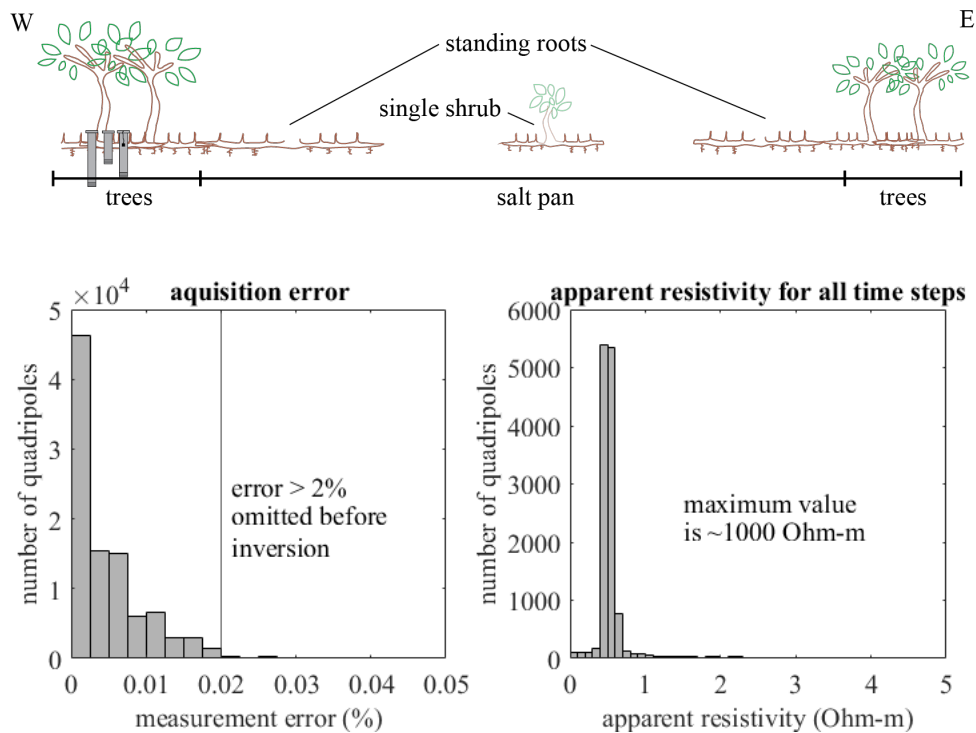 W
E
standing roots
single shrub
trees
salt pan
trees
×10⁴
aquisition error
5
4
3
2
1
0
number of quadripoles
error > 2%
omitted before
inversion
0 0.01 0.02 0.03 0.04 0.05
measurement error (%)
apparent resistivity for all time steps
6000
5000
4000
3000
2000
1000
0
number of quadripoles
maximum value
is ~1000 Ohm-m
0 1 2 3 4 5
apparent resistivity (Ohm-m)